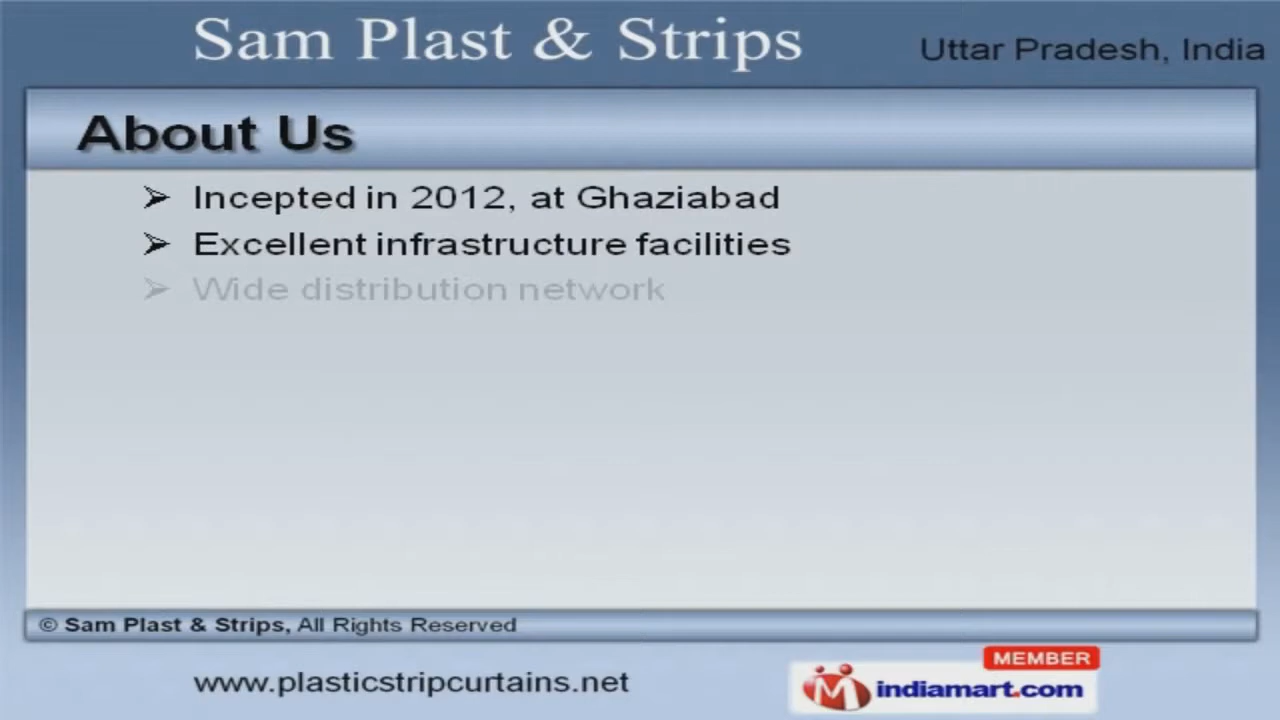 Sam Plast & Strips
Uttar Pradesh, India
About Us
➢ Incepted in 2012, at Ghaziabad
➢ Excellent infrastructure facilities
➢ Wide distribution network
© Sam Plast & Strips, All Rights Reserved
www.plasticstripcurtains.net
MEMBER
indiamart.com